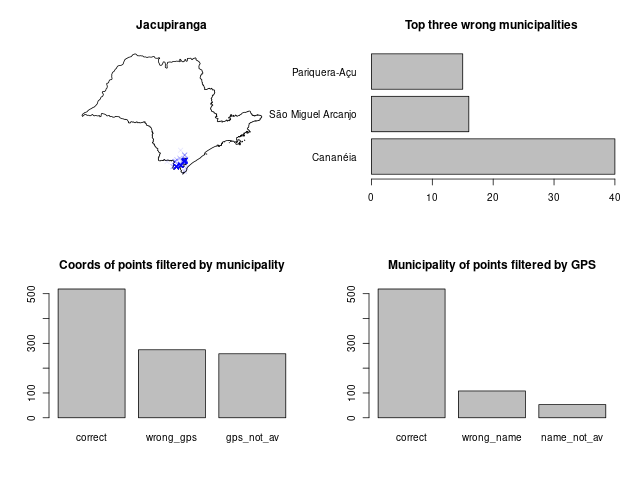 Jacupiranga
Top three wrong municipalities
Pariquera-Açu
São Miguel Arcanjo
Cananéia
0 10 20 30 40
Coords of points filtered by municipality
500
300
100
0
correct wrong_gps gps_not_av
Municipality of points filtered by GPS
500
300
100
0
correct wrong_name name_not_av